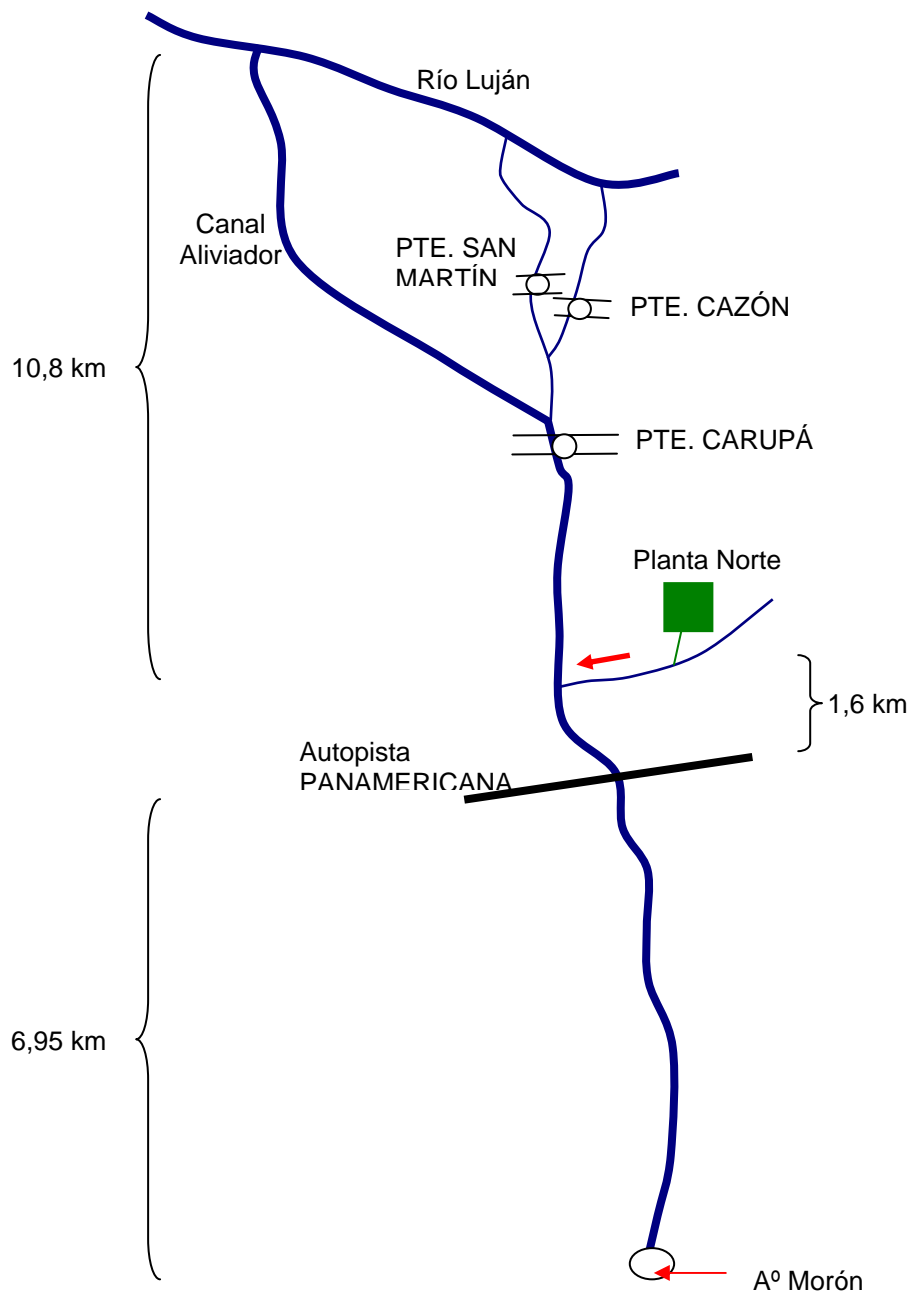 Río Luján
Canal
Aliviador
PTE. SAN
MARTÍN
PTE. CAZÓN
10,8 km
PTE. CARUPÁ
Planta Norte
1,6 km
Autopista
PANAMERICANA
6,95 km
Aº Morón